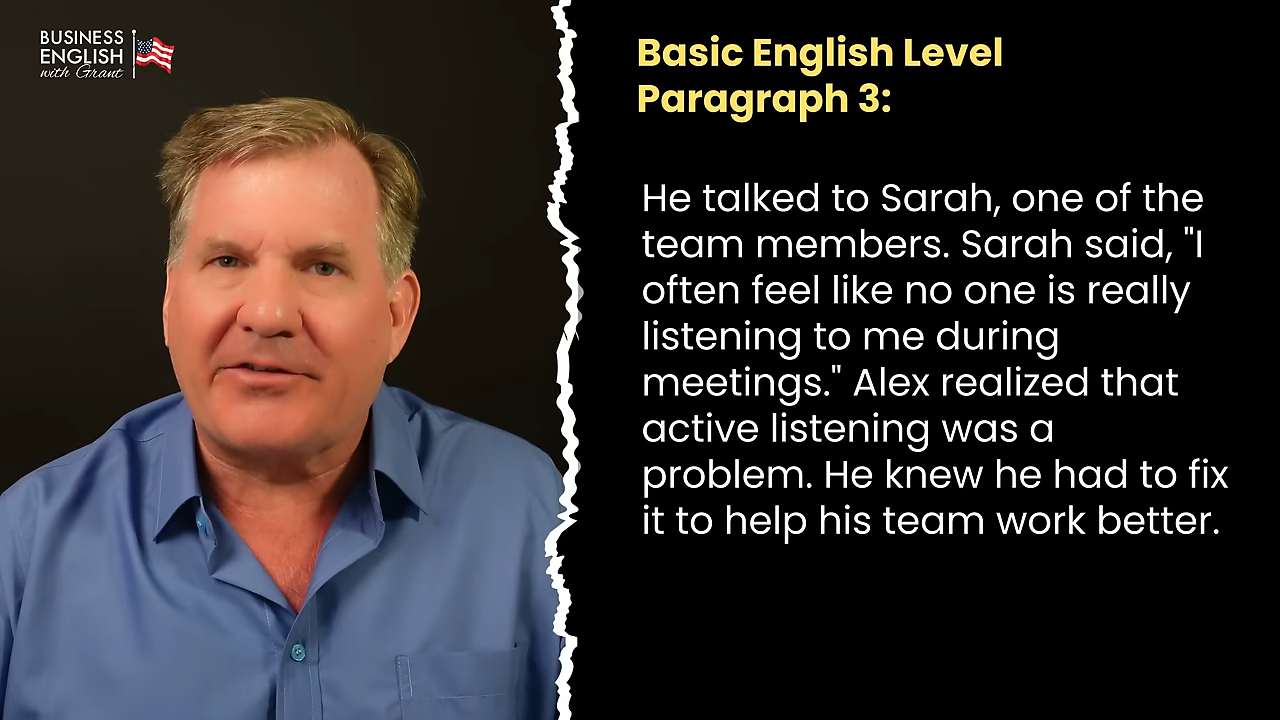 BUSINESS
ENGLISH
with Grant
Basic English Level
Paragraph 3:
He talked to Sarah, one of the
team members. Sarah said, "I
often feel like no one is really
listening to me during
meetings." Alex realized that
active listening was a
problem. He knew he had to fix
it to help his team work better.